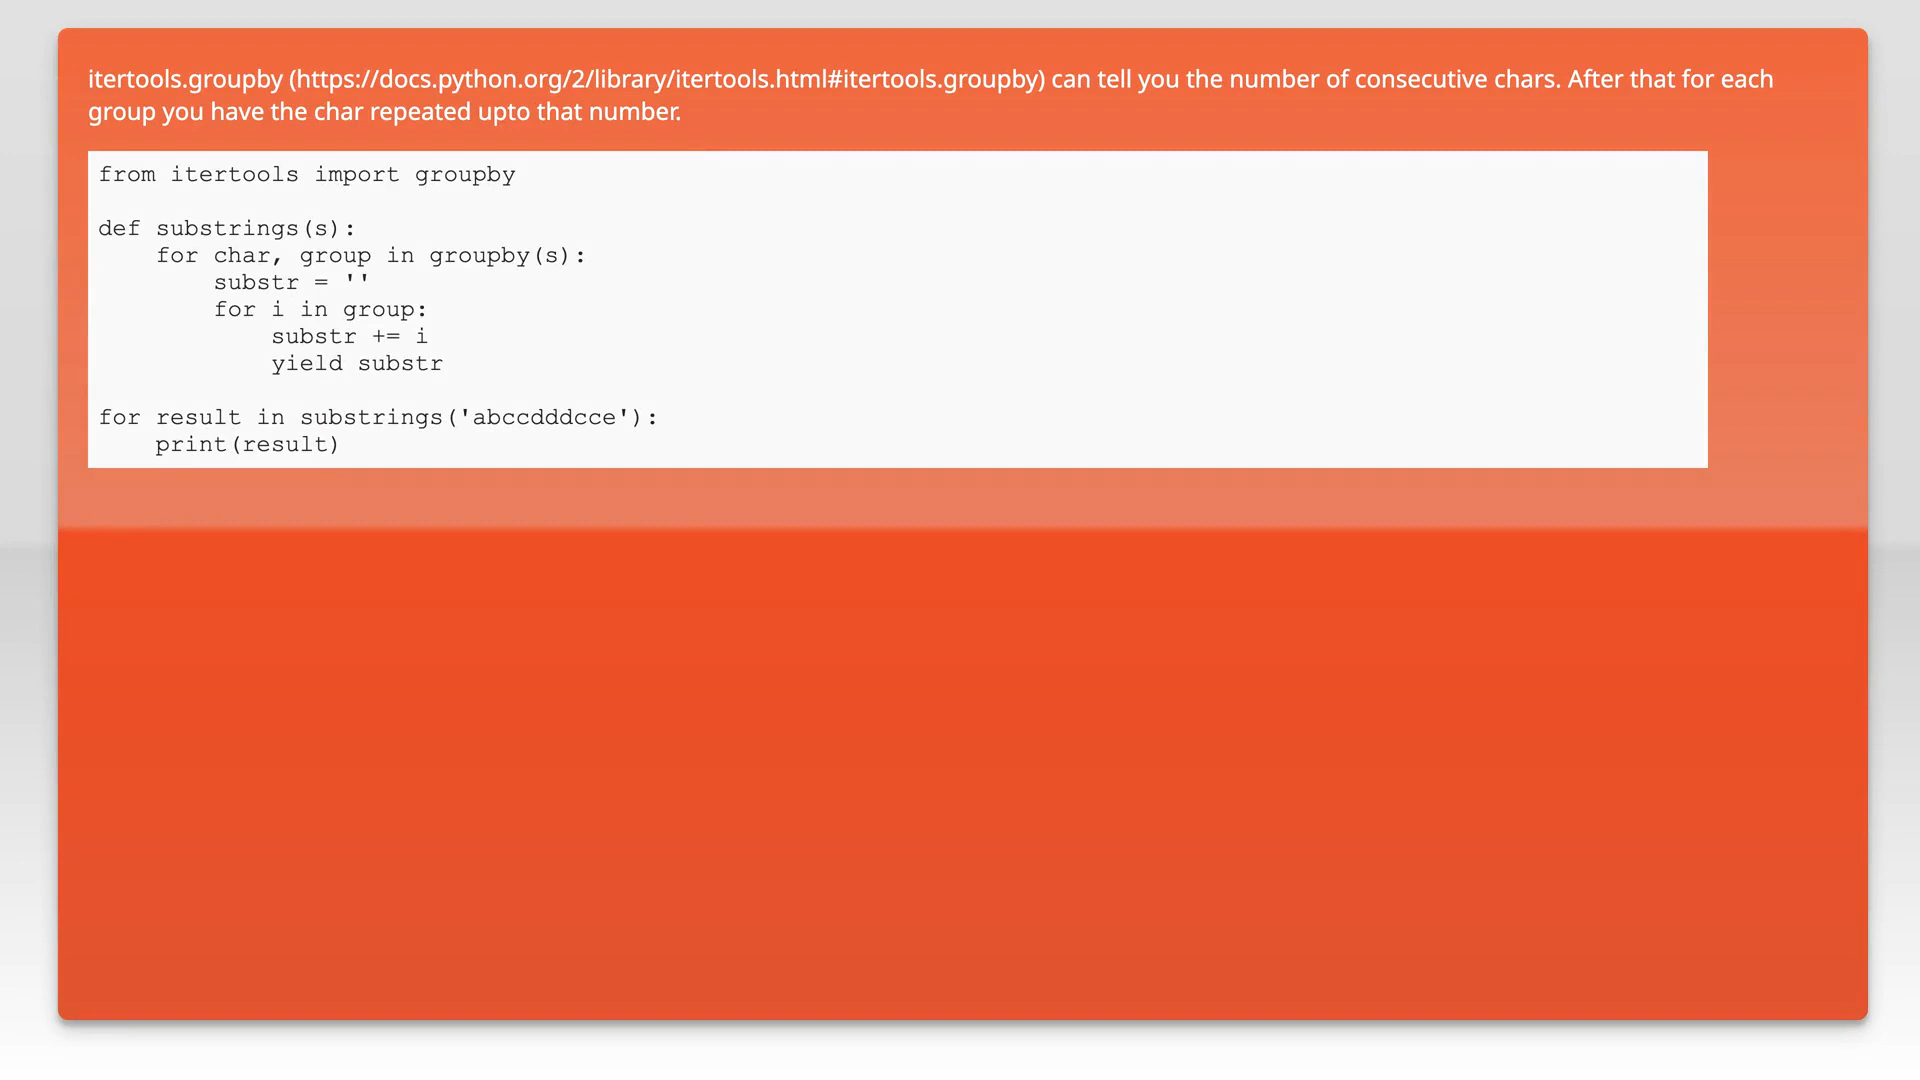 itertools.groupby (https://docs.python.org/2/library/itertools.html#itertools.groupby) can tell you the number of consecutive chars. After that for each
group you have the char repeated upto that number.
from itertools import groupby
def substrings(s):
    for char, group in groupby(s):
        substr = ''
        for i in group:
            substr += i
            yield substr
for result in substrings('abccdddcce'):
    print(result)